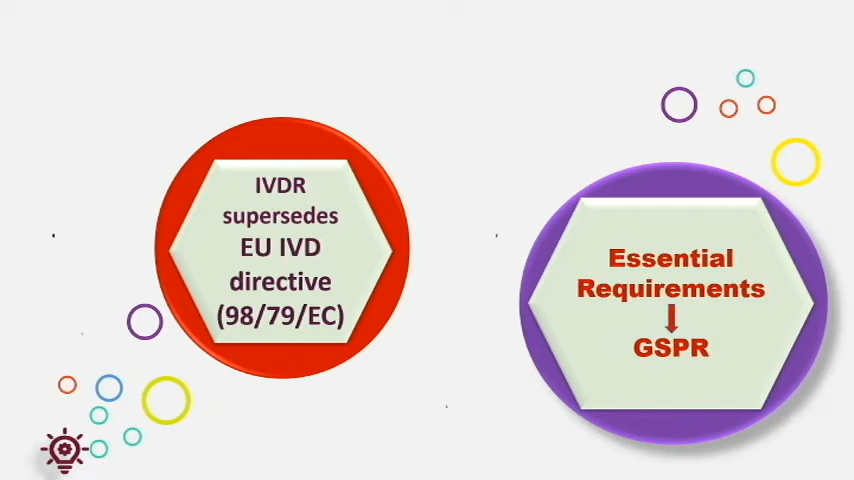 IVDR
supersedes
EU IVD
directive
(98/79/EC)
Essential
Requirements
GSPR